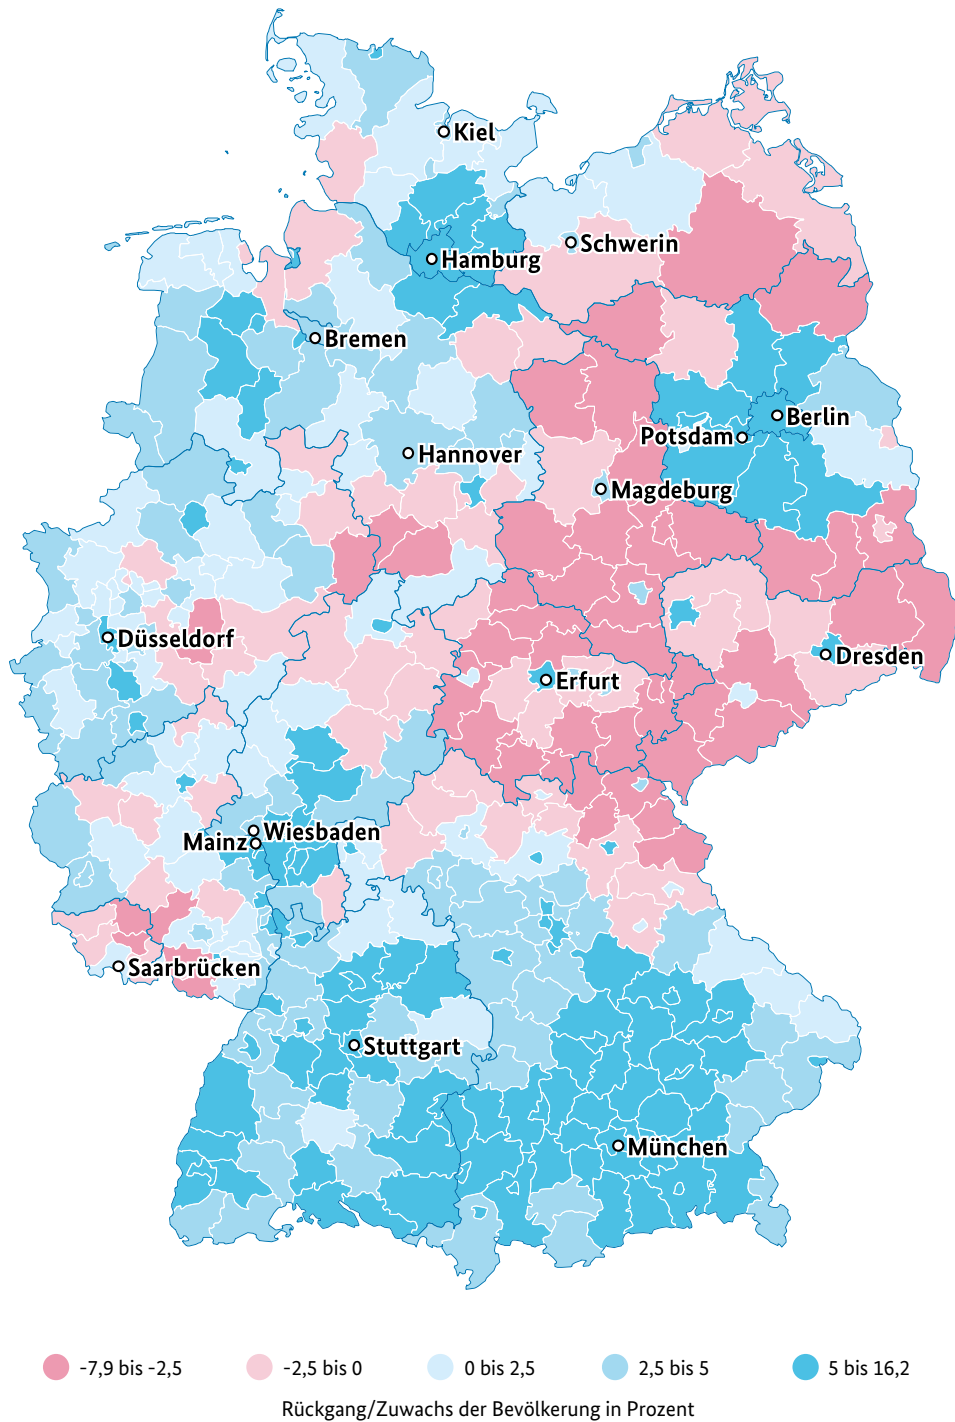 Kiel
Schwerin
Hamburg
Bremen
Berlin
Potsdam
Hannover
Magdeburg
Düsseldorf
Dresden
Erfurt
Wiesbaden
Mainz
Saarbrücken
Stuttgart
München
-7,9 bis -2,5
-2,5 bis 0
0 bis 2,5
2,5 bis 5
5 bis 16,2
Rückgang/Zuwachs der Bevölkerung in Prozent